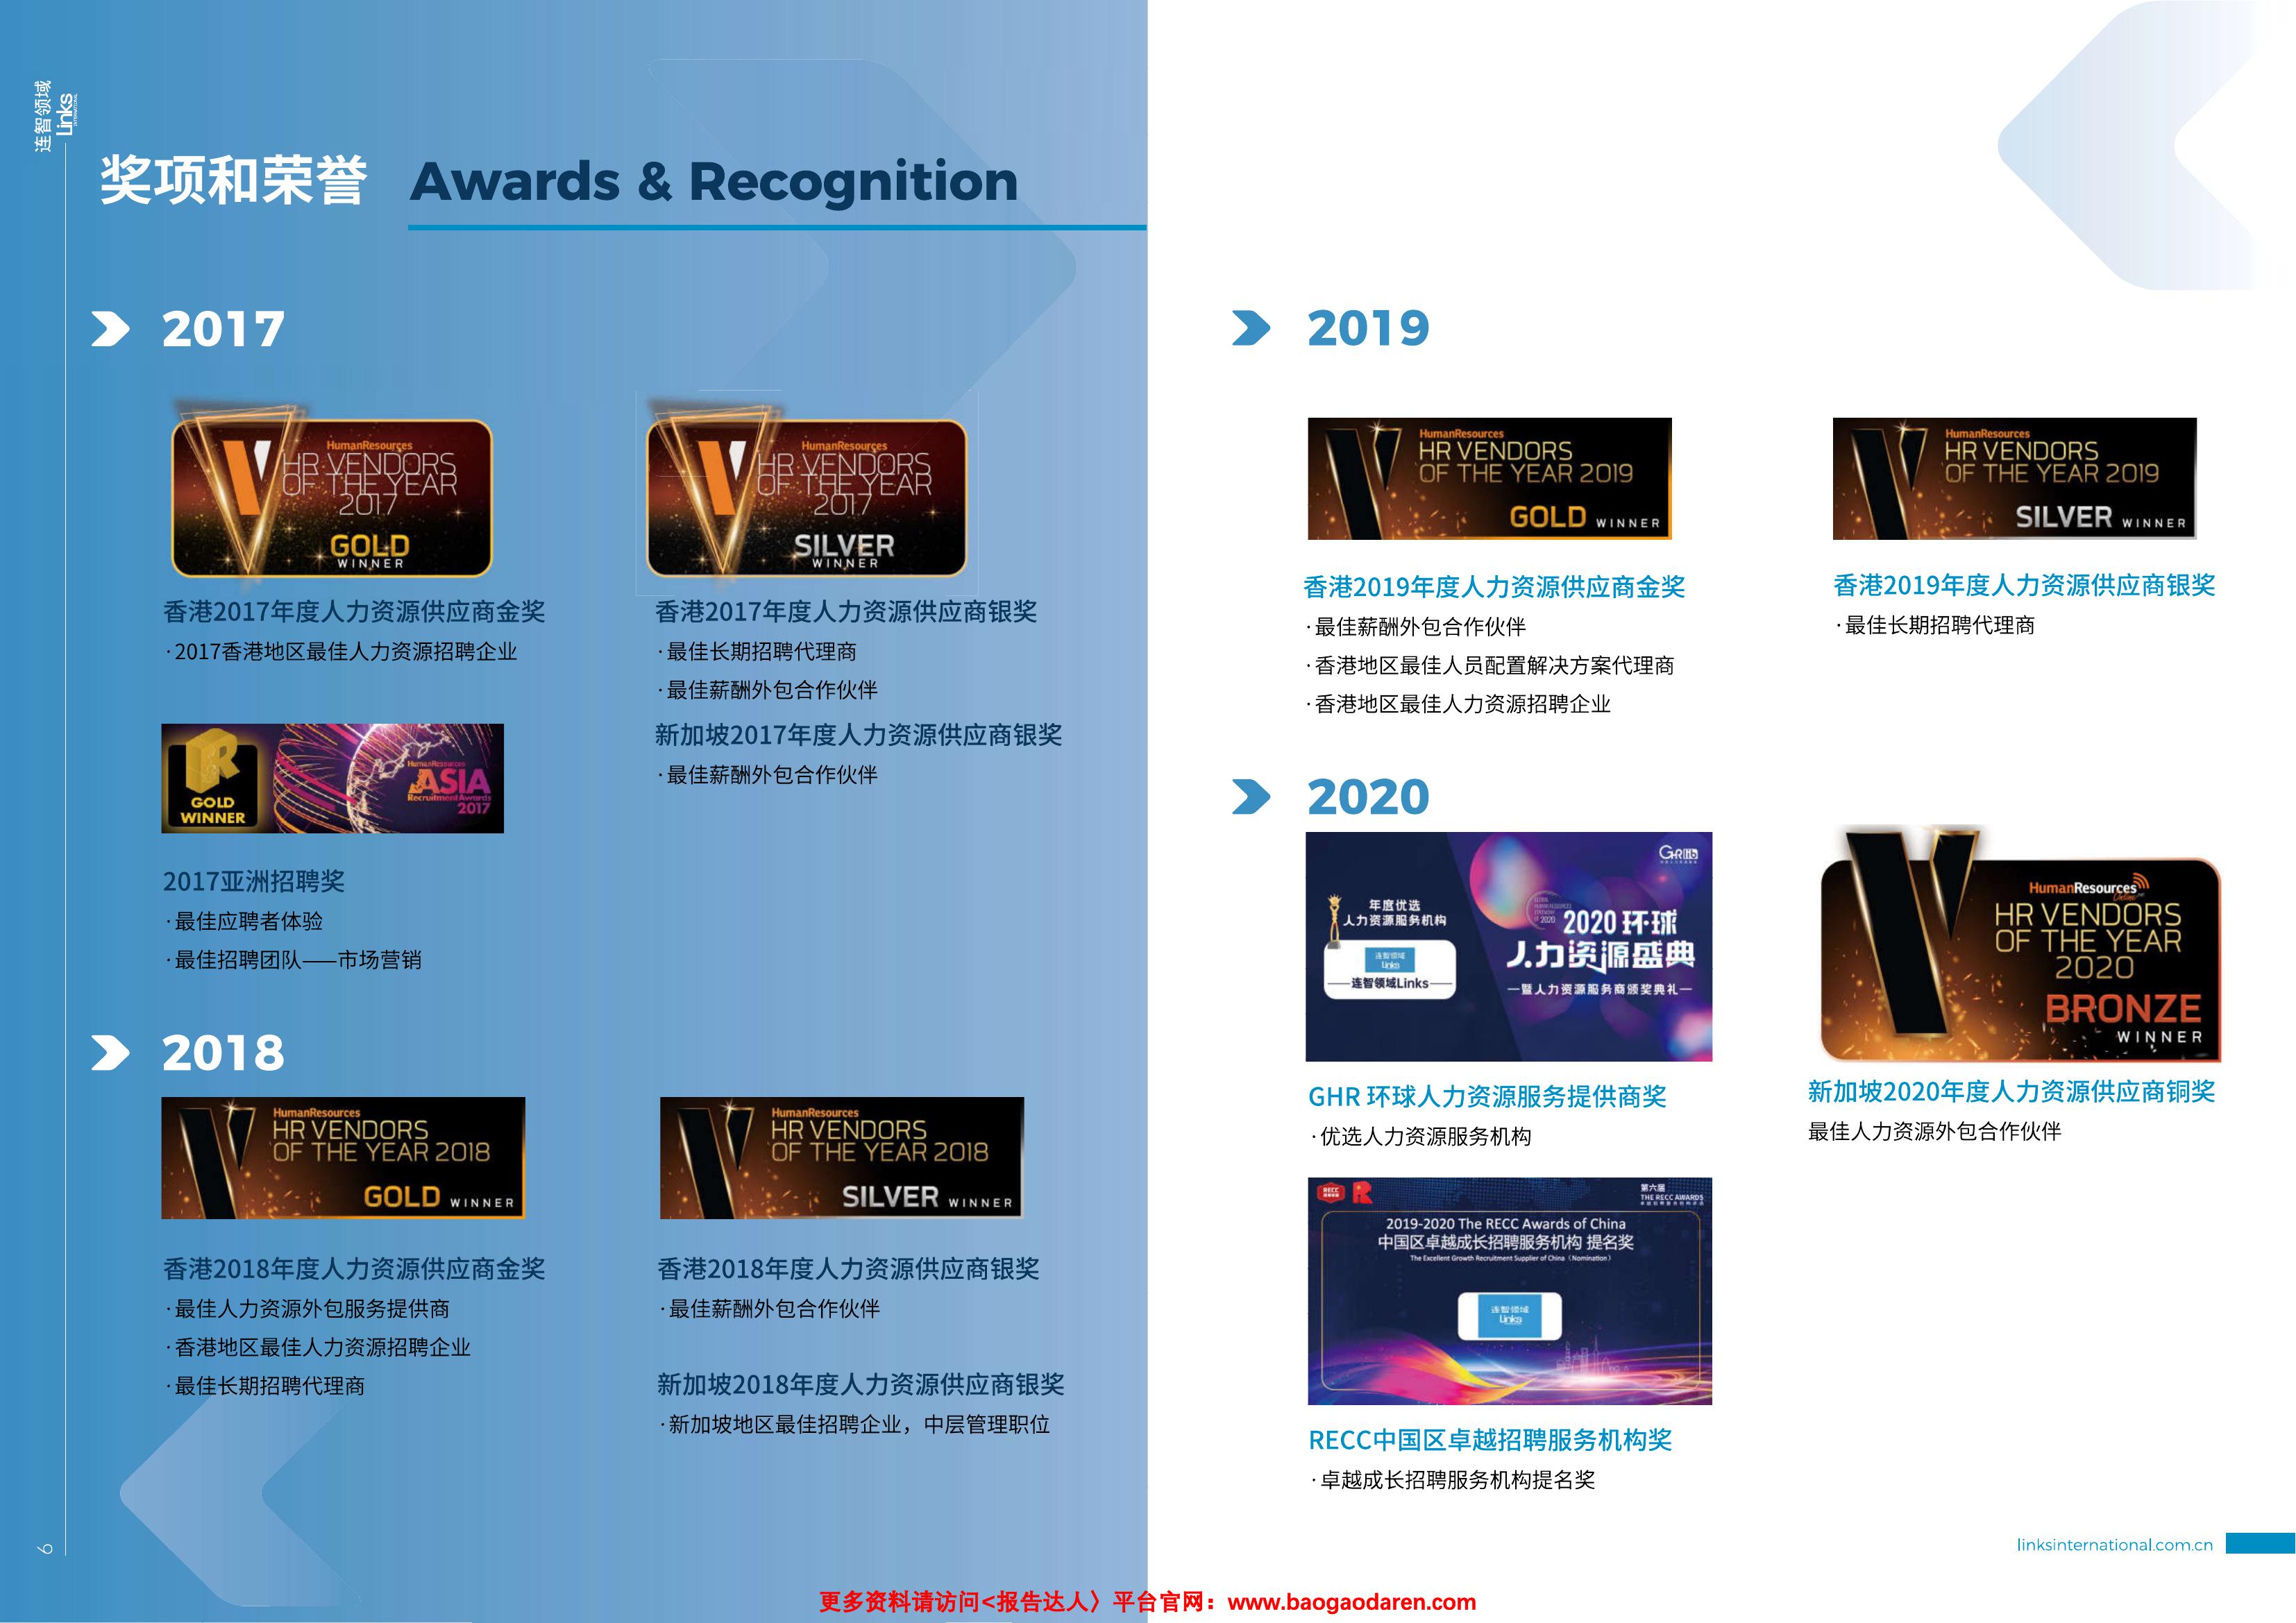 连智领域
Links
INTERNATIONAL
奖项和荣誉 Awards & Recognition
2017
HumanResources
HR VENDORS
OF THE YEAR
2017
GOLD
WINNER
香港2017年度人力资源供应商金奖
·2017香港地区最佳人力资源招聘企业
GOLD
WINNER
HumanResources
ASIA
Recruitment Awards
2017
2017亚洲招聘奖
·最佳应聘者体验
·最佳招聘团队——市场营销
HumanResources
HR VENDORS
OF THE YEAR
2017
SILVER
WINNER
香港2017年度人力资源供应商银奖
·最佳长期招聘代理商
·最佳薪酬外包合作伙伴
新加坡2017年度人力资源供应商银奖
·最佳薪酬外包合作伙伴
2018
HumanResources
HR VENDORS
OF THE YEAR 2018
GOLD WINNER
香港2018年度人力资源供应商金奖
·最佳人力资源外包服务提供商
·香港地区最佳人力资源招聘企业
·最佳长期招聘代理商
HumanResources
HR VENDORS
OF THE YEAR 2018
SILVER WINNER
香港2018年度人力资源供应商银奖
·最佳薪酬外包合作伙伴
新加坡2018年度人力资源供应商银奖
·新加坡地区最佳招聘企业，中层管理职位
6
2019
HumanResources
HR VENDORS
OF THE YEAR 2019
GOLD WINNER
香港2019年度人力资源供应商金奖
·最佳薪酬外包合作伙伴
·香港地区最佳人员配置解决方案代理商
·香港地区最佳人力资源招聘企业
HumanResources
HR VENDORS
OF THE YEAR 2019
SILVER WINNER
香港2019年度人力资源供应商银奖
·最佳长期招聘代理商
2020
GHRlib
年度优选
人力资源服务机构
连智领域
Links
连智领域Links
2020 环球
人力资源盛典
—暨人力资源服务商颁奖典礼—
GHR 环球人力资源服务提供商奖
·优选人力资源服务机构
RECC
第六届
THE RECC AWARDS
2019-2020 The RECC Awards of China
中国区卓越成长招聘服务机构 提名奖
The Excellent Growth Recruitment Supplier of China（Nomination）
连智领域
Links
RECC中国区卓越招聘服务机构奖
·卓越成长招聘服务机构提名奖
HumanResources
Online
HR VENDORS
OF THE YEAR
2020
BRONZE
WINNER
新加坡2020年度人力资源供应商铜奖
最佳人力资源外包合作伙伴
linksinternational.com.cn
更多资料请访问<报告达人〉平台官网：www.baogaodaren.com